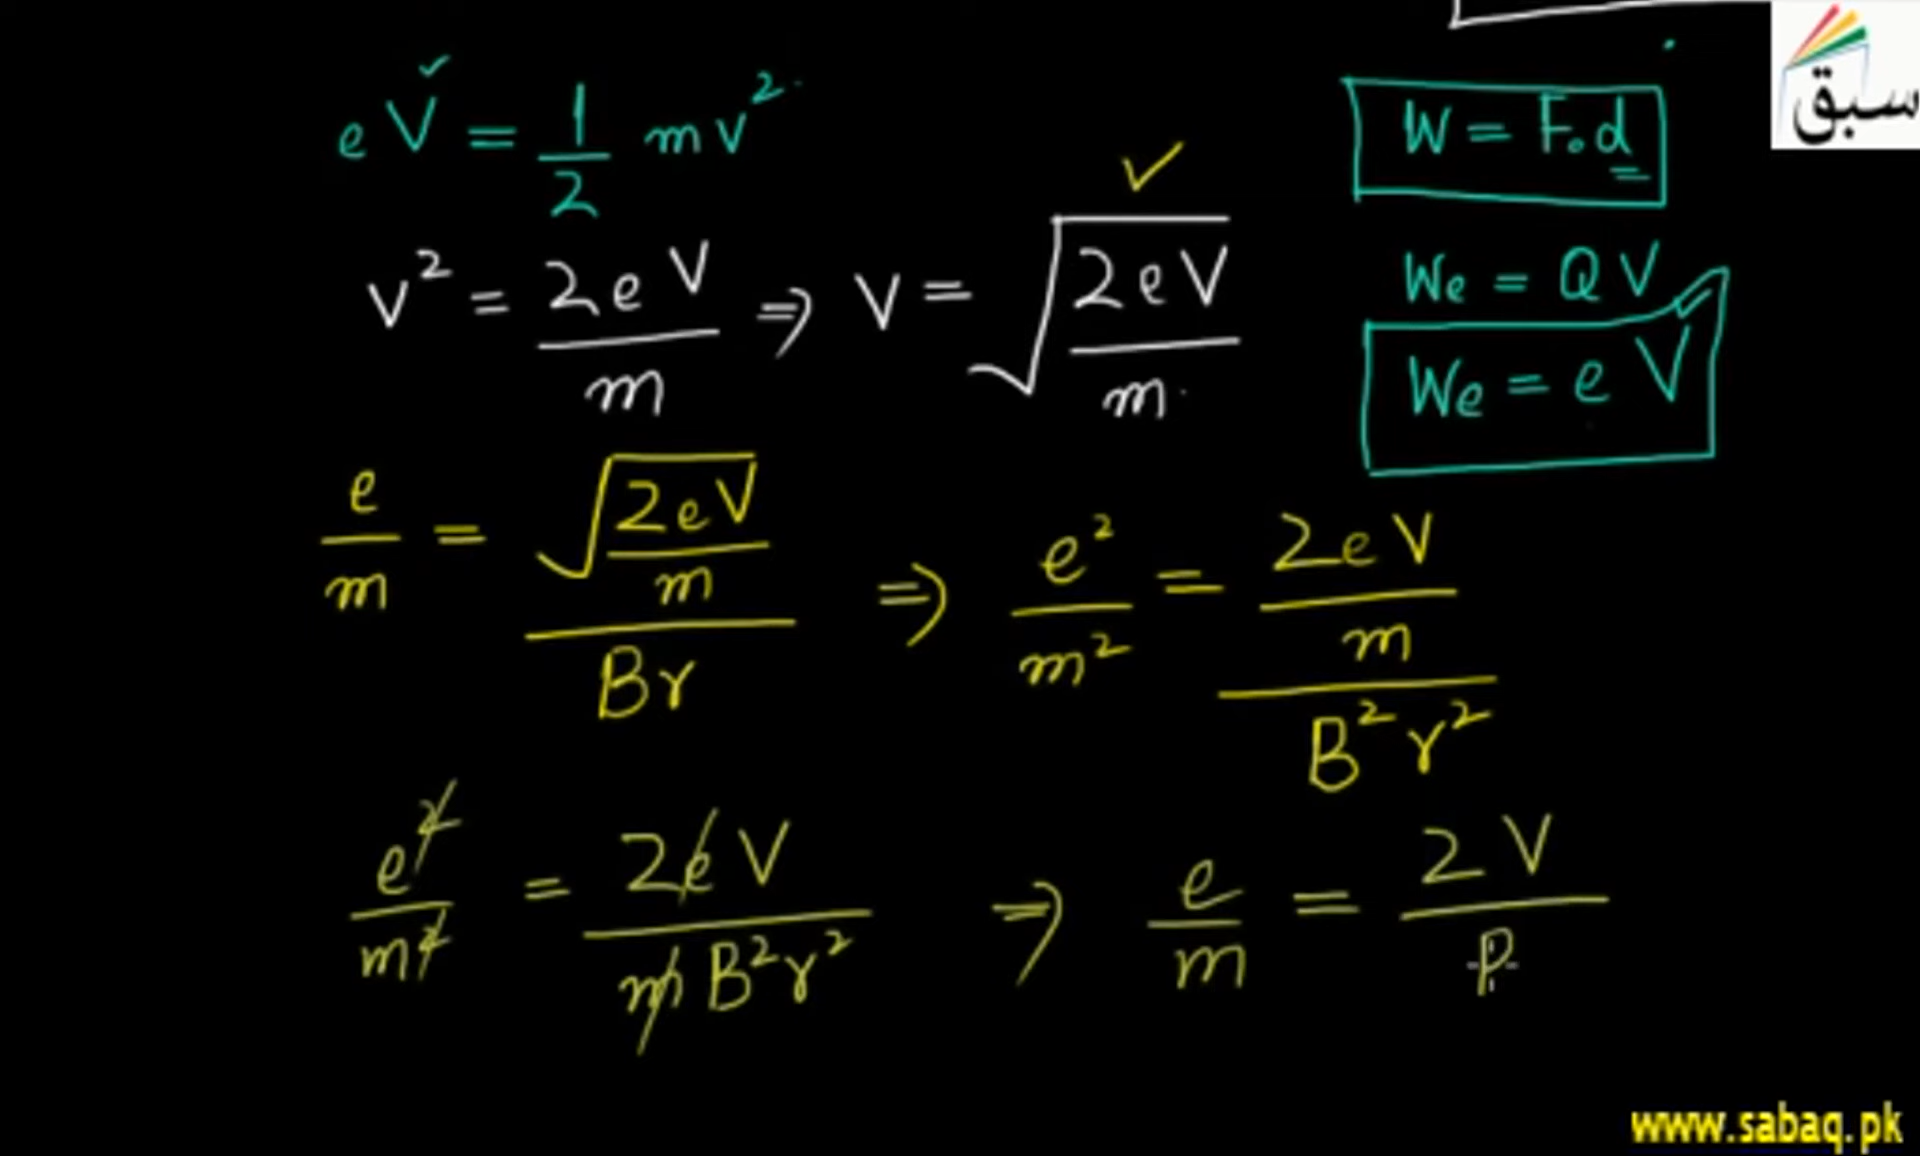 eV = 1/2 mv²
W = F.d
سبق
v² = 2eV/m ⇒ v = √(2eV/m)
We = QV
We = eV
e/m = √(2eV/m)/Br ⇒ e²/m² = (2eV/m)/B²r²
e²/m² = 2eV/mB²r² ⇒ e/m = 2V/
www.sabaq.pk